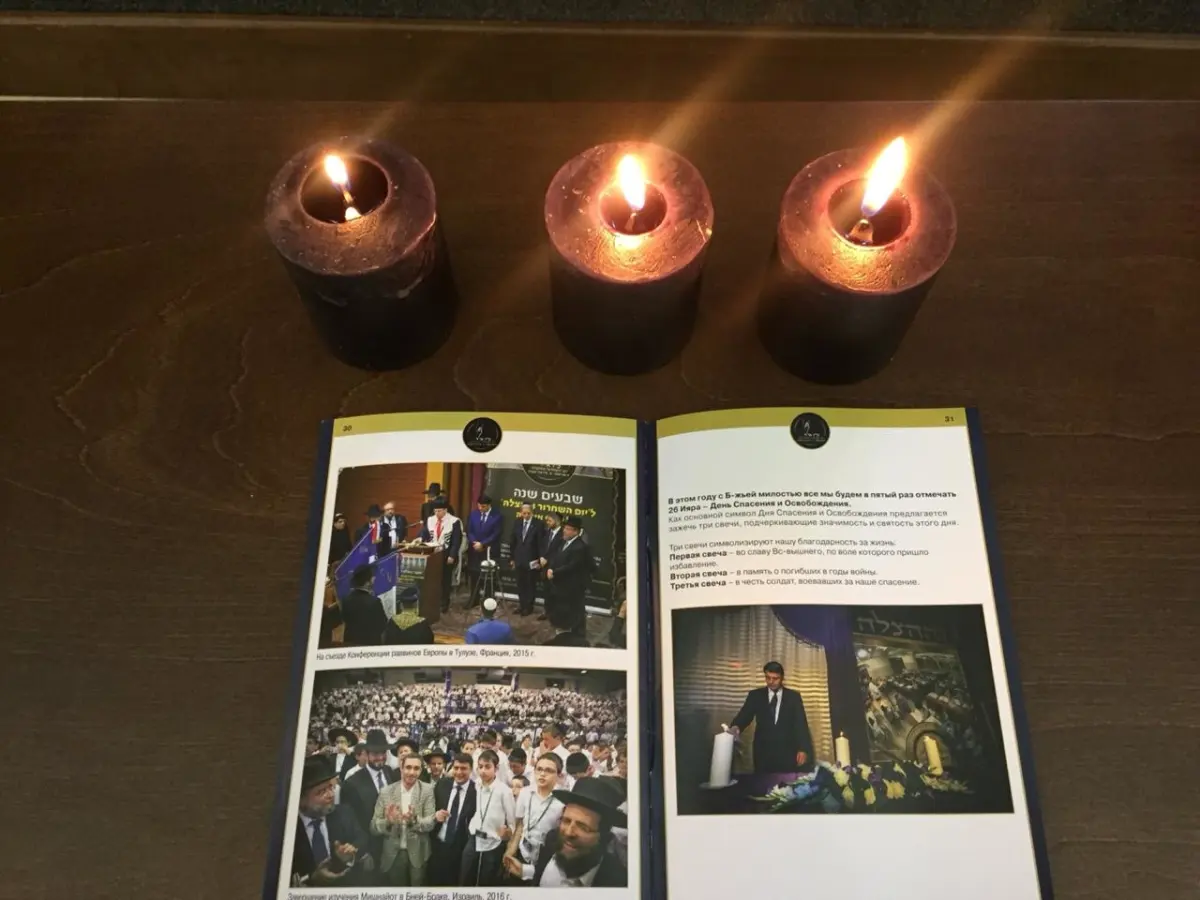 30
שבעים שנה
ל"יום השחרור וההצלה"
На съезде Конференции раввинов Европы в Тулузе, Франция, 2015 г.
Завершение изучения Мишнайот в Бней-Браке, Израиль, 2016 г.
31
В этом году с Б-жьей милостью все мы будем в пятый раз отмечать
26 Ияра – День Спасения и Освобождения.
Как основной символ Дня Спасения и Освобождения предлагается
зажечь три свечи, подчеркивающие значимость и святость этого дня.
Три свечи символизируют нашу благодарность за жизнь:
Первая свеча – во славу Вс-вышнего, по воле которого пришло
избавление.
Вторая свеча – в память о погибших в годы войны.
Третья свеча – в честь солдат, воевавших за наше спасение.